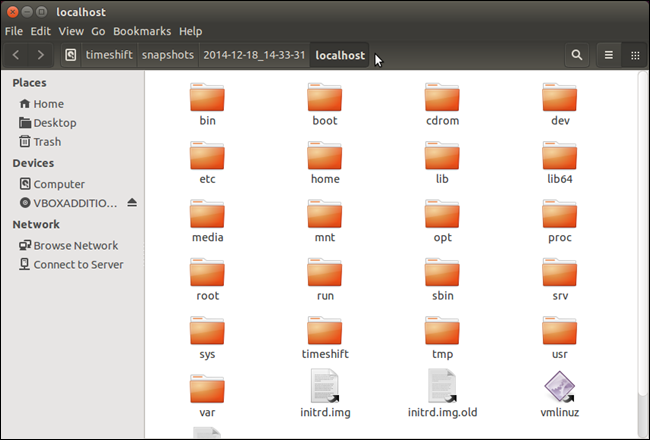 localhost
File Edit View Go Bookmarks Help
timeshift snapshots 2014-12-18_14-33-31 localhost
Places
Home
Desktop
Trash
Devices
Computer
VBOXADDITIO...
Network
Browse Network
Connect to Server
bin boot cdrom dev
etc home lib lib64
media mnt opt proc
root run sbin srv
sys timeshift tmp usr
var initrd.img initrd.img.old vmlinuz